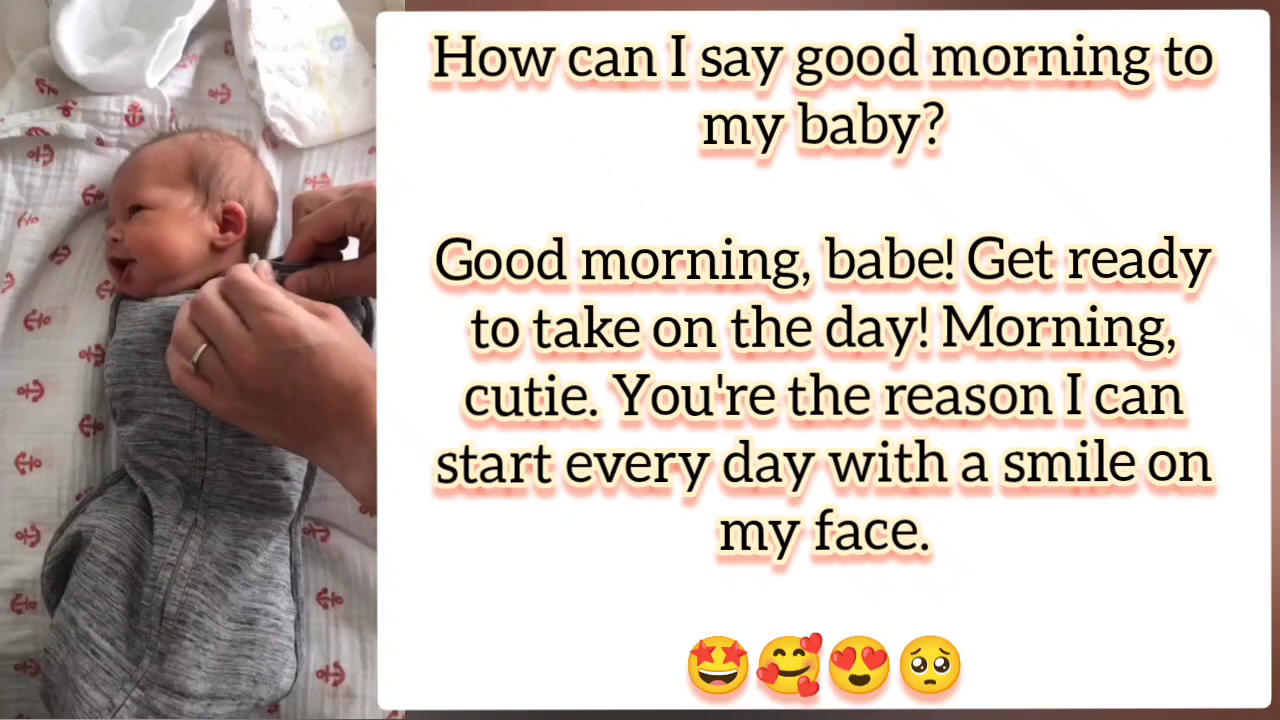 How can I say good morning to
my baby?
Good morning, babe! Get ready
to take on the day! Morning,
cutie. You're the reason I can
start every day with a smile on
my face.